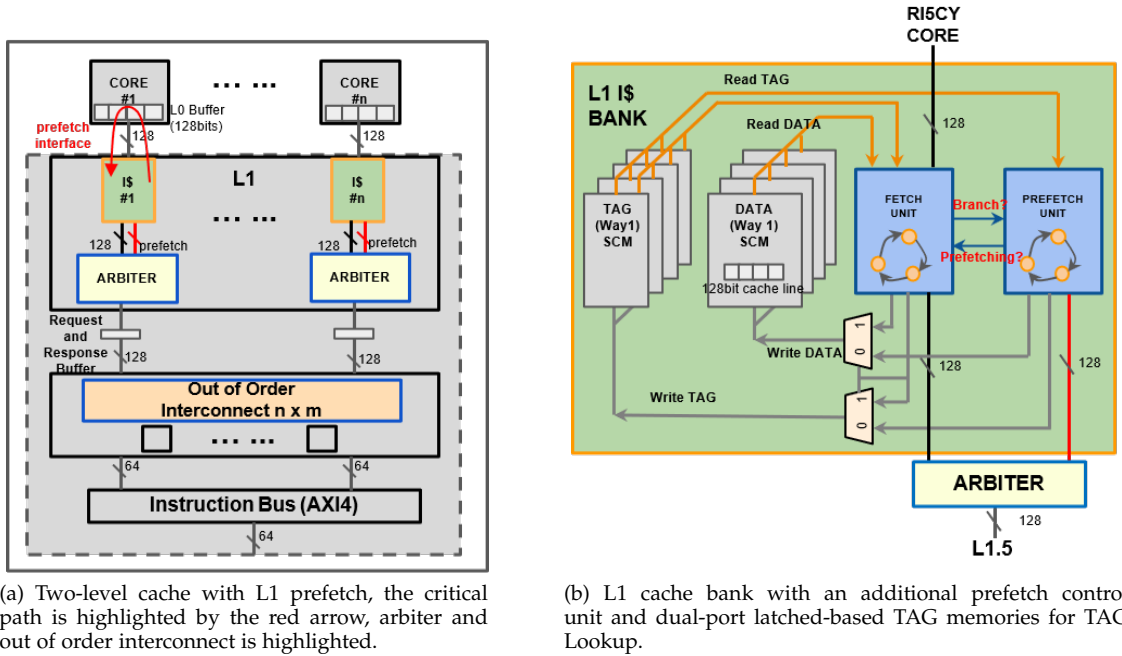 CORE
#1
... ...
CORE
#n
L0 Buffer
(128bits)
prefetch
interface
128
128
I$
#1
L1
... ...
I$
#n
128
prefetch
128
prefetch
ARBITER
ARBITER
Request
and
Response
Buffer
128
128
Out of Order
Interconnect n x m
... ...
64
64
Instruction Bus (AXI4)
64
(a) Two-level cache with L1 prefetch, the critical
path is highlighted by the red arrow, arbiter and
out of order interconnect is highlighted.
RI5CY
CORE
L1 I$
BANK
Read TAG
Read DATA
128
TAG
(Way1)
SCM
DATA
(Way 1)
SCM
128bit cache line
FETCH
UNIT
Branch?
Prefetching?
PREFETCH
UNIT
1
0
Write DATA
128
128
Write TAG
1
0
ARBITER
128
L1.5
(b) L1 cache bank with an additional prefetch contro
unit and dual-port latched-based TAG memories for TAG
Lookup.